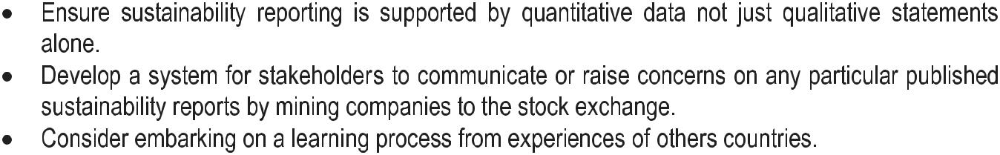 ● Ensure sustainability reporting is supported by quantitative data not just qualitative statements
alone.
● Develop a system for stakeholders to communicate or raise concerns on any particular published
sustainability reports by mining companies to the stock exchange.
● Consider embarking on a learning process from experiences of others countries.